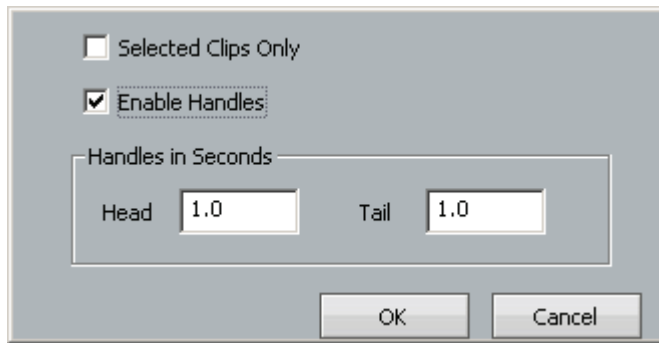 Selected Clips Only
Enable Handles
Handles in Seconds
Head 1.0 Tail 1.0
OK Cancel